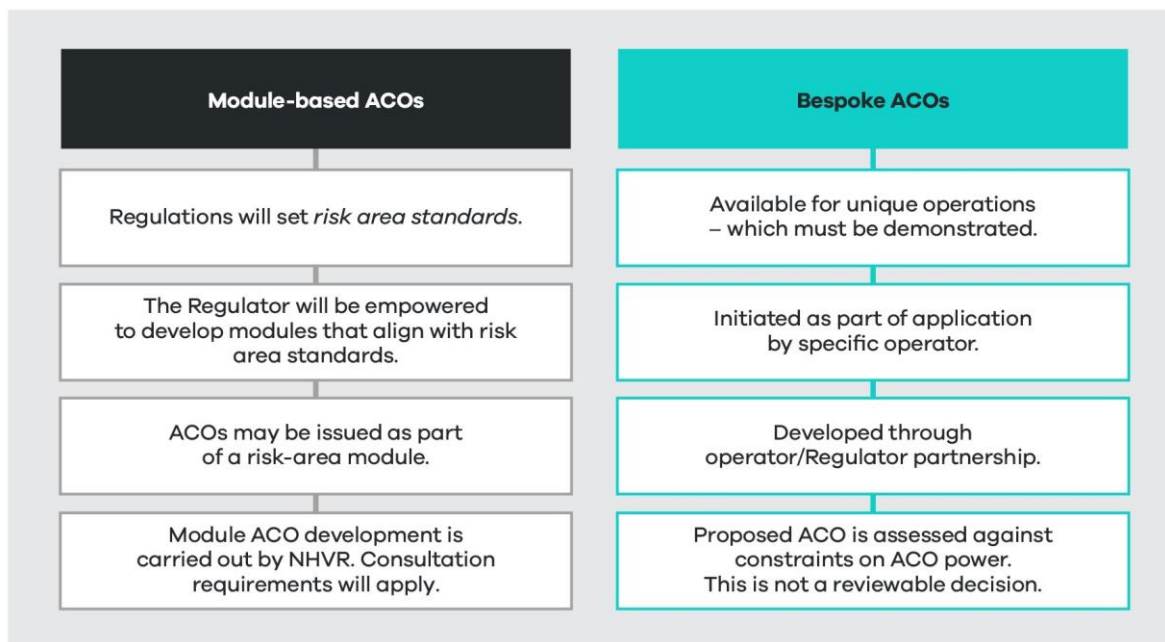 Module-based ACOs
Regulations will set risk area standards.
The Regulator will be empowered
to develop modules that align with risk
area standards.
ACOs may be issued as part
of a risk-area module.
Module ACO development is
carried out by NHVR. Consultation
requirements will apply.
Bespoke ACOs
Available for unique operations
– which must be demonstrated.
Initiated as part of application
by specific operator.
Developed through
operator/Regulator partnership.
Proposed ACO is assessed against
constraints on ACO power.
This is not a reviewable decision.